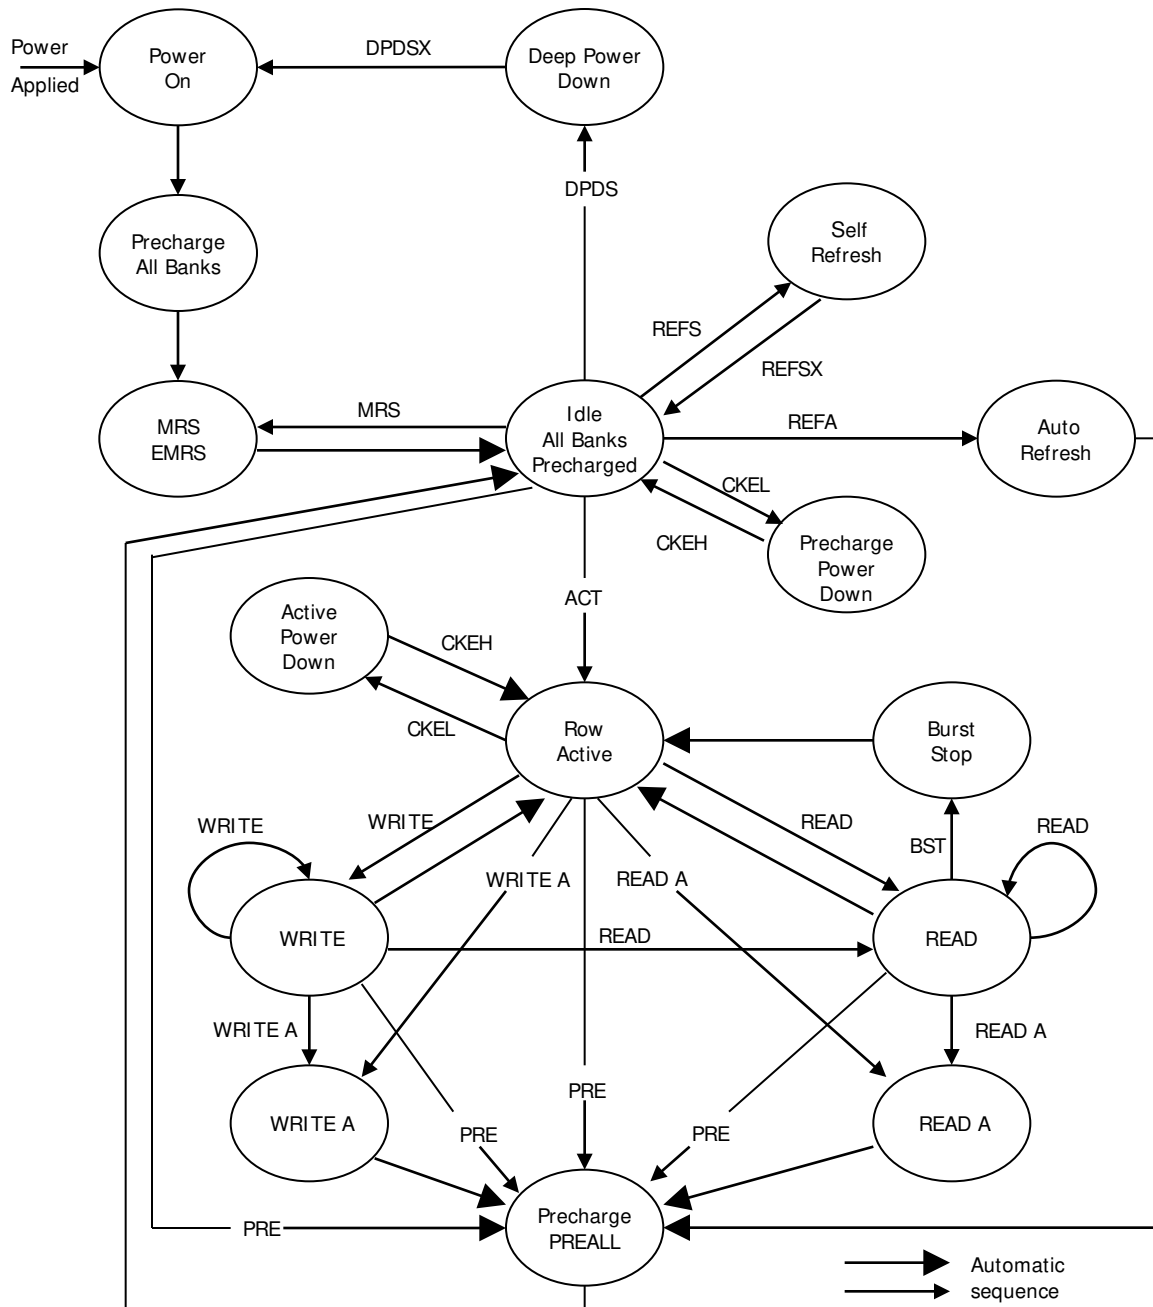 Power
Applied
Power
On
DPDSX
Deep Power
Down
DPDS
Precharge
All Banks
Self
Refresh
REFS
REFSX
MRS
EMRS
MRS
Idle
All Banks
Precharged
REFA
Auto
Refresh
CKEL
CKEH
Precharge
Power
Down
ACT
Active
Power
Down
CKEH
CKEL
Row
Active
Burst
Stop
WRITE
WRITE
READ
BST
READ
WRITE A
READ A
WRITE
READ
READ
WRITE A
READ A
PRE
WRITE A
PRE
PRE
READ A
PRE
Precharge
PREALL
Automatic
sequence